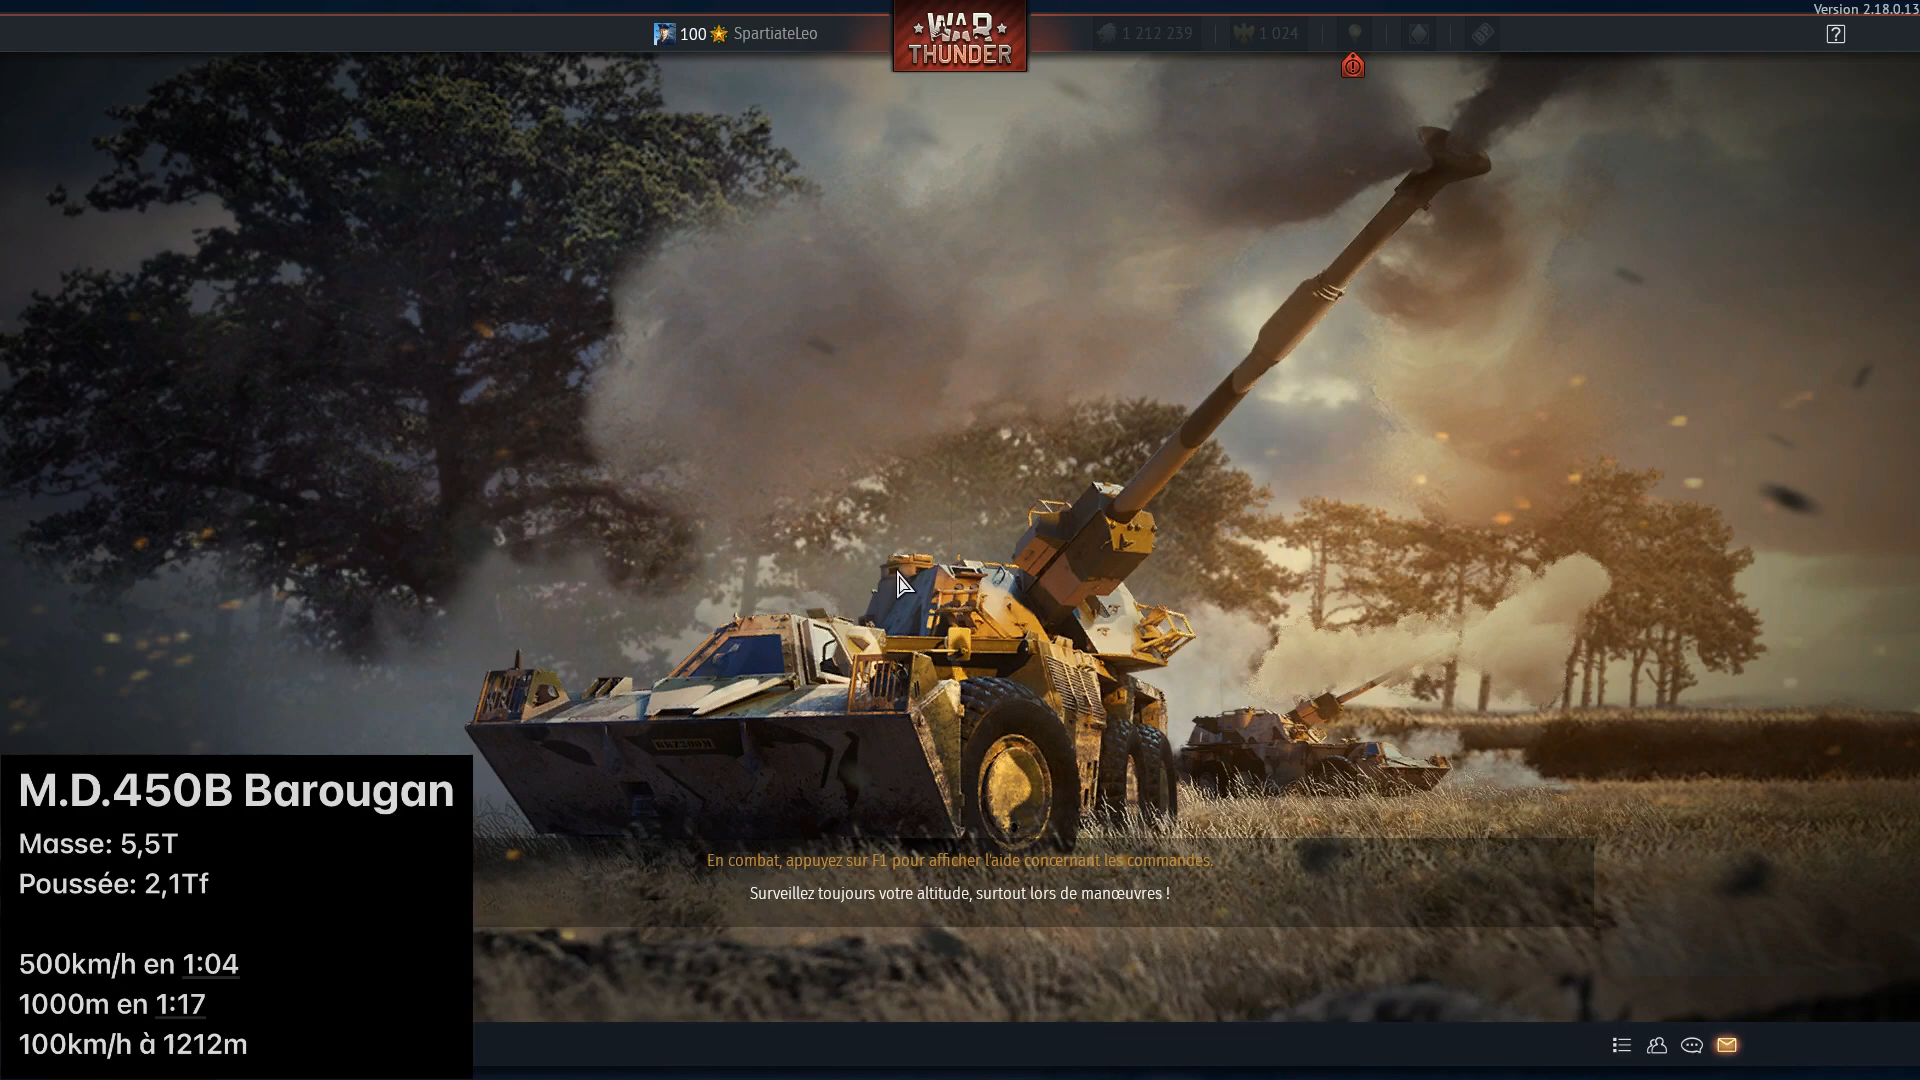 Version 2.18.0.13
100 SpartiateLeo
WAR
THUNDER
1 212 239
1 024
M.D.450B Barougan
Masse: 5,5T
Poussée: 2,1Tf
500km/h en 1:04
1000m en 1:17
100km/h à 1212m
En combat, appuyez sur F1 pour afficher l'aide concernant les commandes.
Surveillez toujours votre altitude, surtout lors de manœuvres !